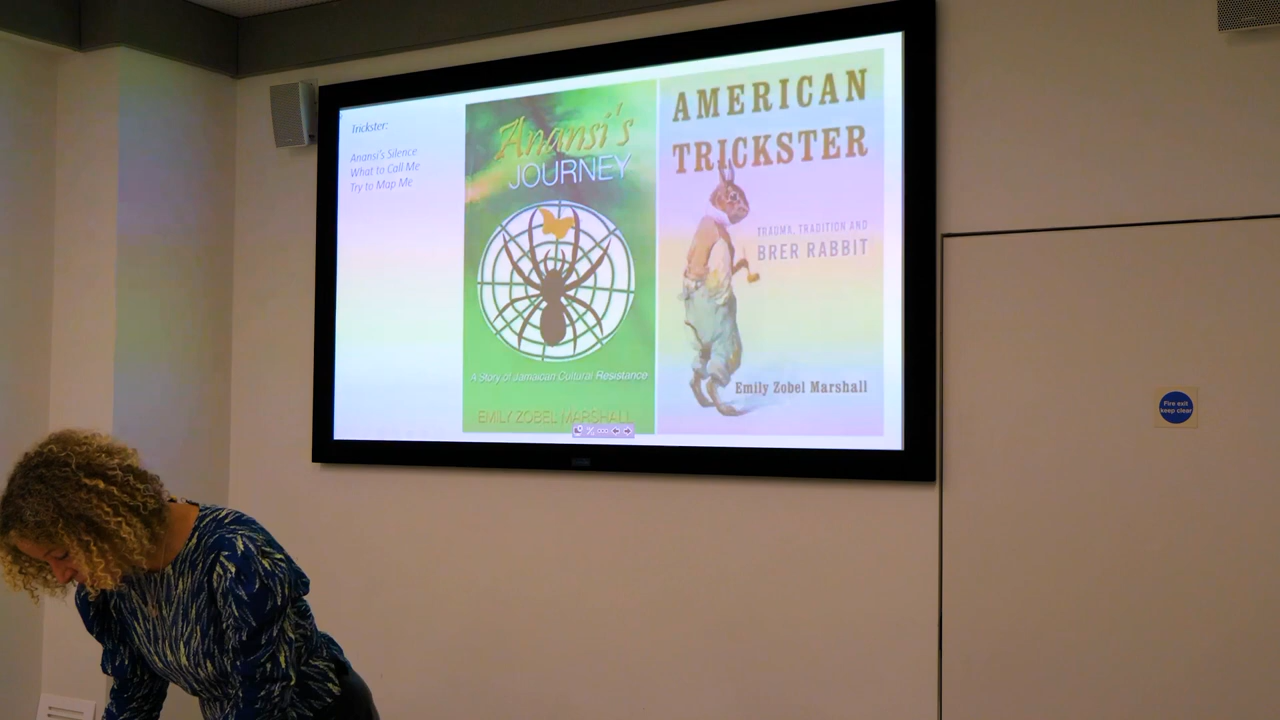 Trickster:
Anansi's Silence
What to Call Me
Try to Map Me
Anansi's
JOURNEY
A Story of Jamaican Cultural Resistance
EMILY ZOBEL MARSHALL
AMERICAN
TRICKSTER
TRAUMA, TRADITION AND
BRER RABBIT
Emily Zobel Marshall
Fire exit
keep clear